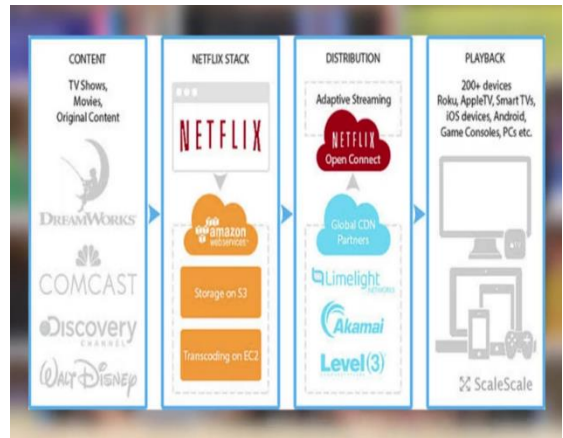 CONTENT
TV Shows,
Movies,
Original Content
DREAMWORKS
COMCAST
Discovery
CHANNEL
WALT DISNEY
NETFLIX STACK
NETFLIX
amazon
webservices™
Storage on S3
Transcoding on EC2
DISTRIBUTION
Adaptive Streaming
NETFLIX
Open Connect
Global CDN
Partners
Limelight
NETWORKS
Akamai
Level(3)
PLAYBACK
200+ devices
Roku, AppleTV, Smart TVs,
iOS devices, Android,
Game Consoles, PCs etc.
tv
ScaleScale